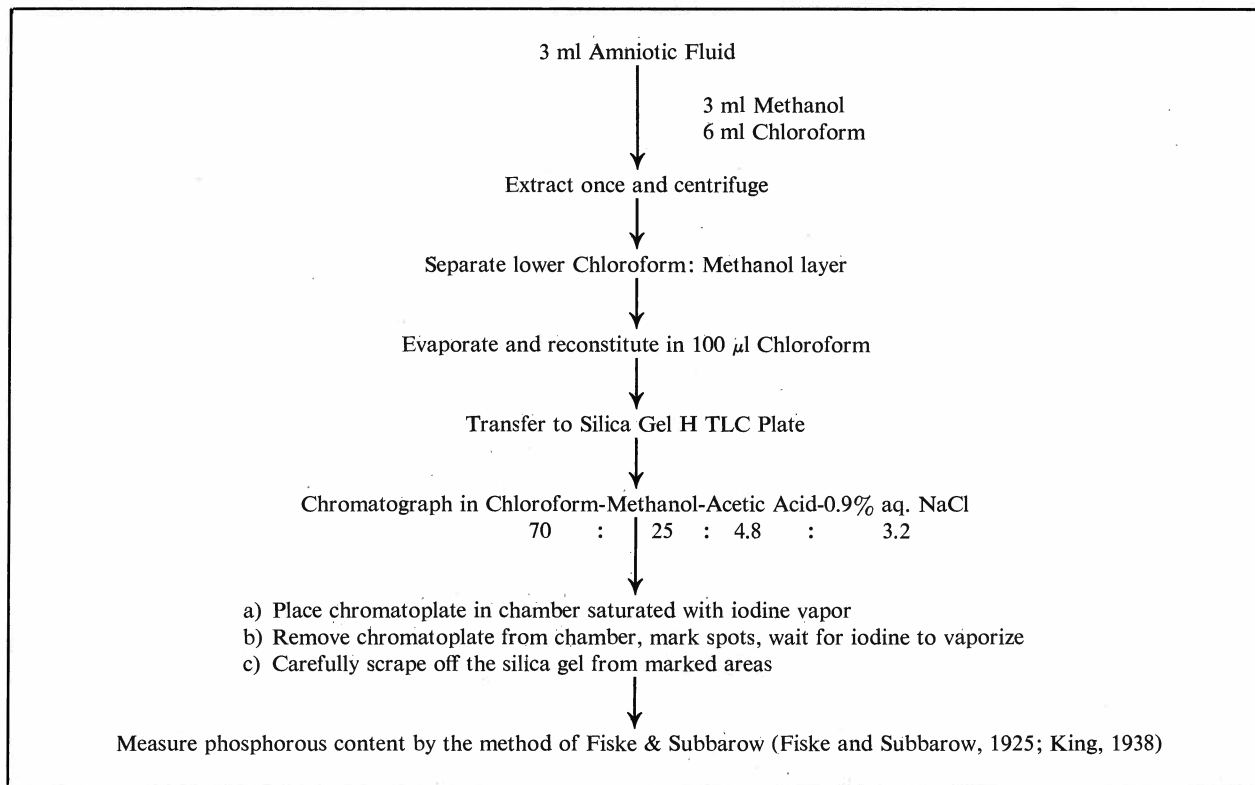 3 ml Amniotic Fluid
3 ml Methanol
6 ml Chloroform
Extract once and centrifuge
Separate lower Chloroform: Methanol layer
Evaporate and reconstitute in 100 μl Chloroform
Transfer to Silica Gel H TLC Plate
Chromatograph in Chloroform-Methanol-Acetic Acid-0.9% aq. NaCl
70 : 25 : 4.8 : 3.2
a) Place chromatoplate in chamber saturated with iodine vapor
b) Remove chromatoplate from chamber, mark spots, wait for iodine to vaporize
c) Carefully scrape off the silica gel from marked areas
Measure phosphorous content by the method of Fiske & Subbarow (Fiske and Subbarow, 1925; King, 1938)